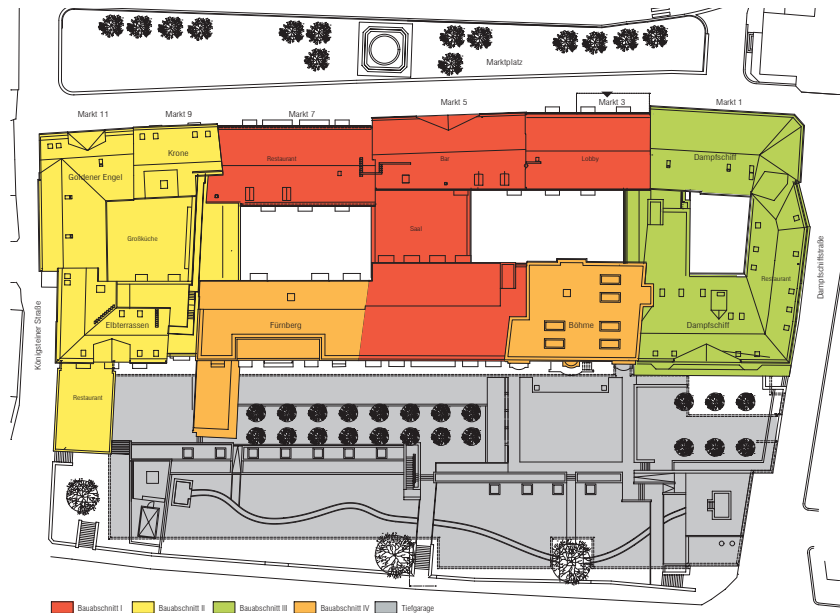 Marktplatz
Markt 11
Markt 9
Markt 7
Markt 5
Markt 3
Markt 1
Krone
Restaurant
Bar
Lobby
Dampfschiff
Goldener Engel
Großküche
Saal
Dampfschiffstraße
Restaurant
Königsteiner Straße
Elbterrassen
Fürnberg
Böhme
Dampfschiff
Restaurant
Bauabschnitt I
Bauabschnitt II
Bauabschnitt III
Bauabschnitt IV
Tiefgarage